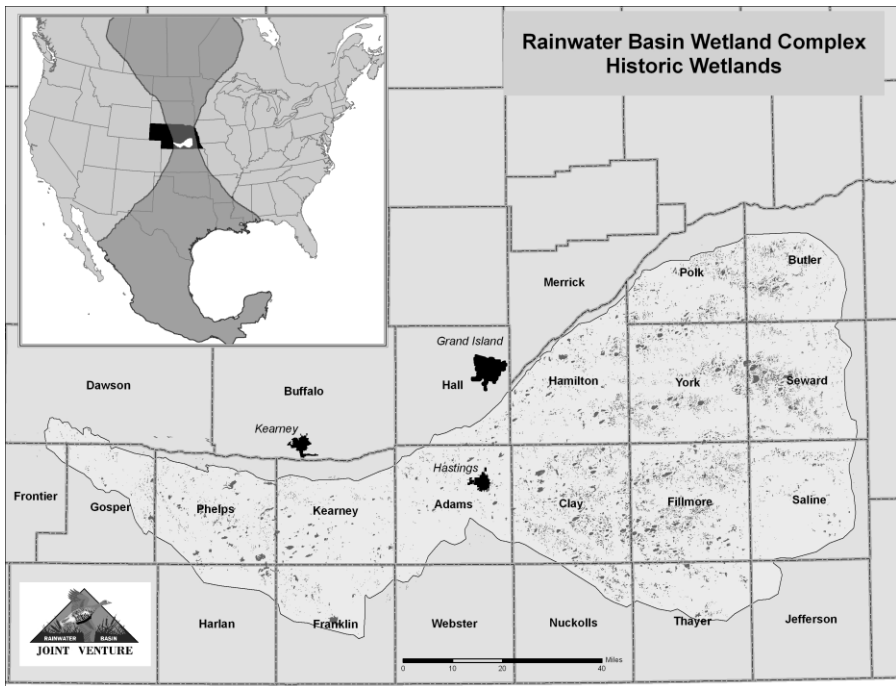 Rainwater Basin Wetland Complex
Historic Wetlands
Polk
Butler
Merrick
Grand Island
Dawson
Buffalo
Hall
Hamilton
York
Seward
Kearney
Hastings
Frontier
Gosper
Phelps
Kearney
Adams
Clay
Fillmore
Saline
Harlan
Franklin
Webster
Nuckolls
Thayer
Jefferson
RAINWATER BASIN
JOINT VENTURE
Miles
0 10 20 40